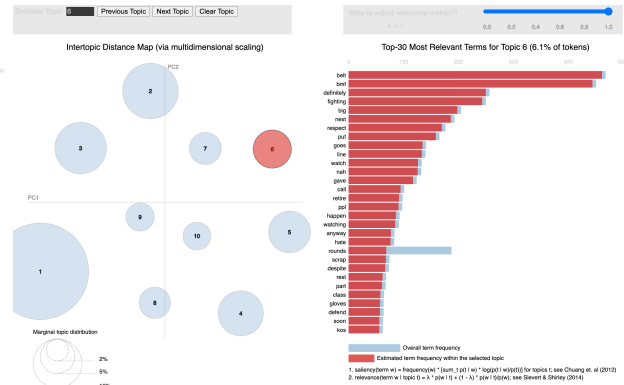 Selected Topic: 6 Previous Topic Next Topic Clear Topic
Slide to adjust relevance metric:(2)
λ = 1
0.0 0.2 0.4 0.6 0.8 1.0
Intertopic Distance Map (via multidimensional scaling)
PC2
PC1
2
3
7
6
9
10
5
1
8
4
Marginal topic distribution
2%
5%
10%
Top-30 Most Relevant Terms for Topic 6 (6.1% of tokens)
0 100 200 300 400
belt
bmf
definitely
fighting
big
next
respect
put
goes
line
watch
nah
gave
call
retire
ppl
happen
watching
anyway
hate
rounds
scrap
despite
rest
part
class
gloves
defend
soon
kos
Overall term frequency
Estimated term frequency within the selected topic
1. saliency(term w) = frequency(w) * [sum_t p(t | w) * log(p(t | w)/p(t))] for topics t; see Chuang et. al (2012)
2. relevance(term w | topic t) = λ * p(w | t) + (1 - λ) * p(w | t)/p(w); see Sievert & Shirley (2014)